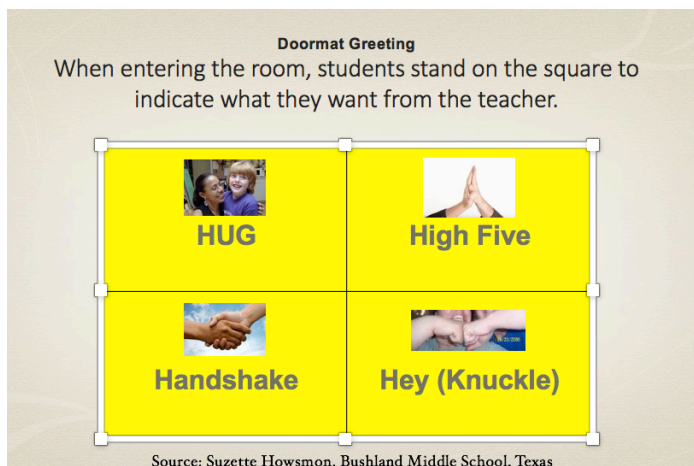 Doormat Greeting
When entering the room, students stand on the square to
indicate what they want from the teacher.
HUG
High Five
Handshake
Hey (Knuckle)
Source: Suzette Howsmon, Bushland Middle School, Texas